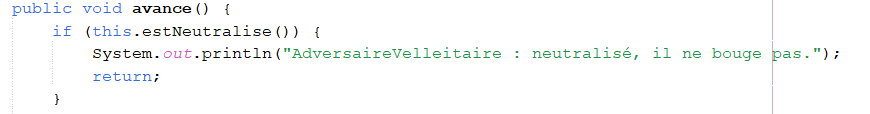 public void avance() {
if (this.estNeutralise()) {
System.out.println("AdversaireVelleitaire : neutralisé, il ne bouge pas.");
return;
}